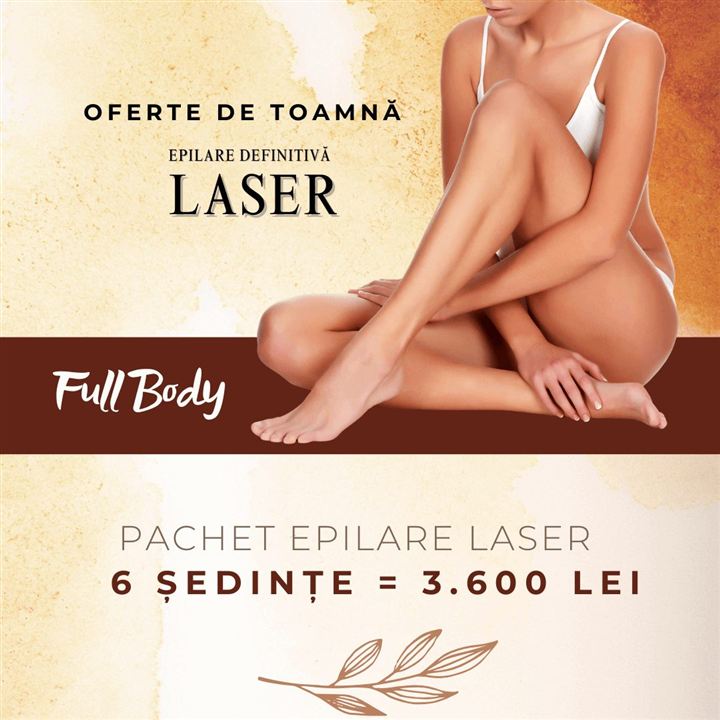 OFERTE DE TOAMNĂ
EPILARE DEFINITIVĂ
LASER
Full Body
PACHET EPILARE LASER
6 ȘEDINȚE = 3.600 LEI